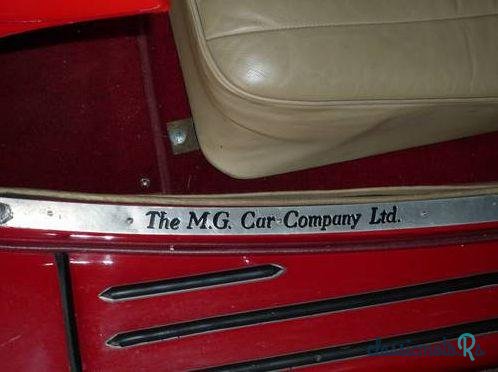 The M.G. Car Company Ltd.